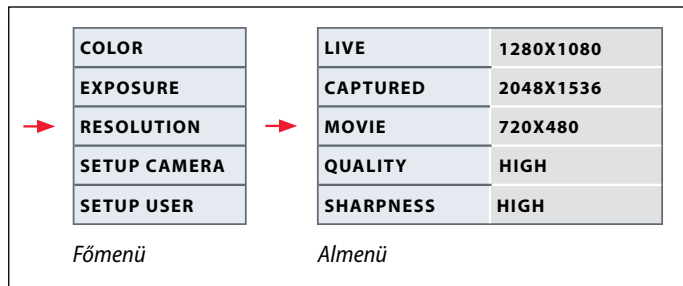 COLOR
EXPOSURE
RESOLUTION
SETUP CAMERA
SETUP USER
Főmenü
LIVE 1280X1080
CAPTURED 2048X1536
MOVIE 720X480
QUALITY HIGH
SHARPNESS HIGH
Almenü